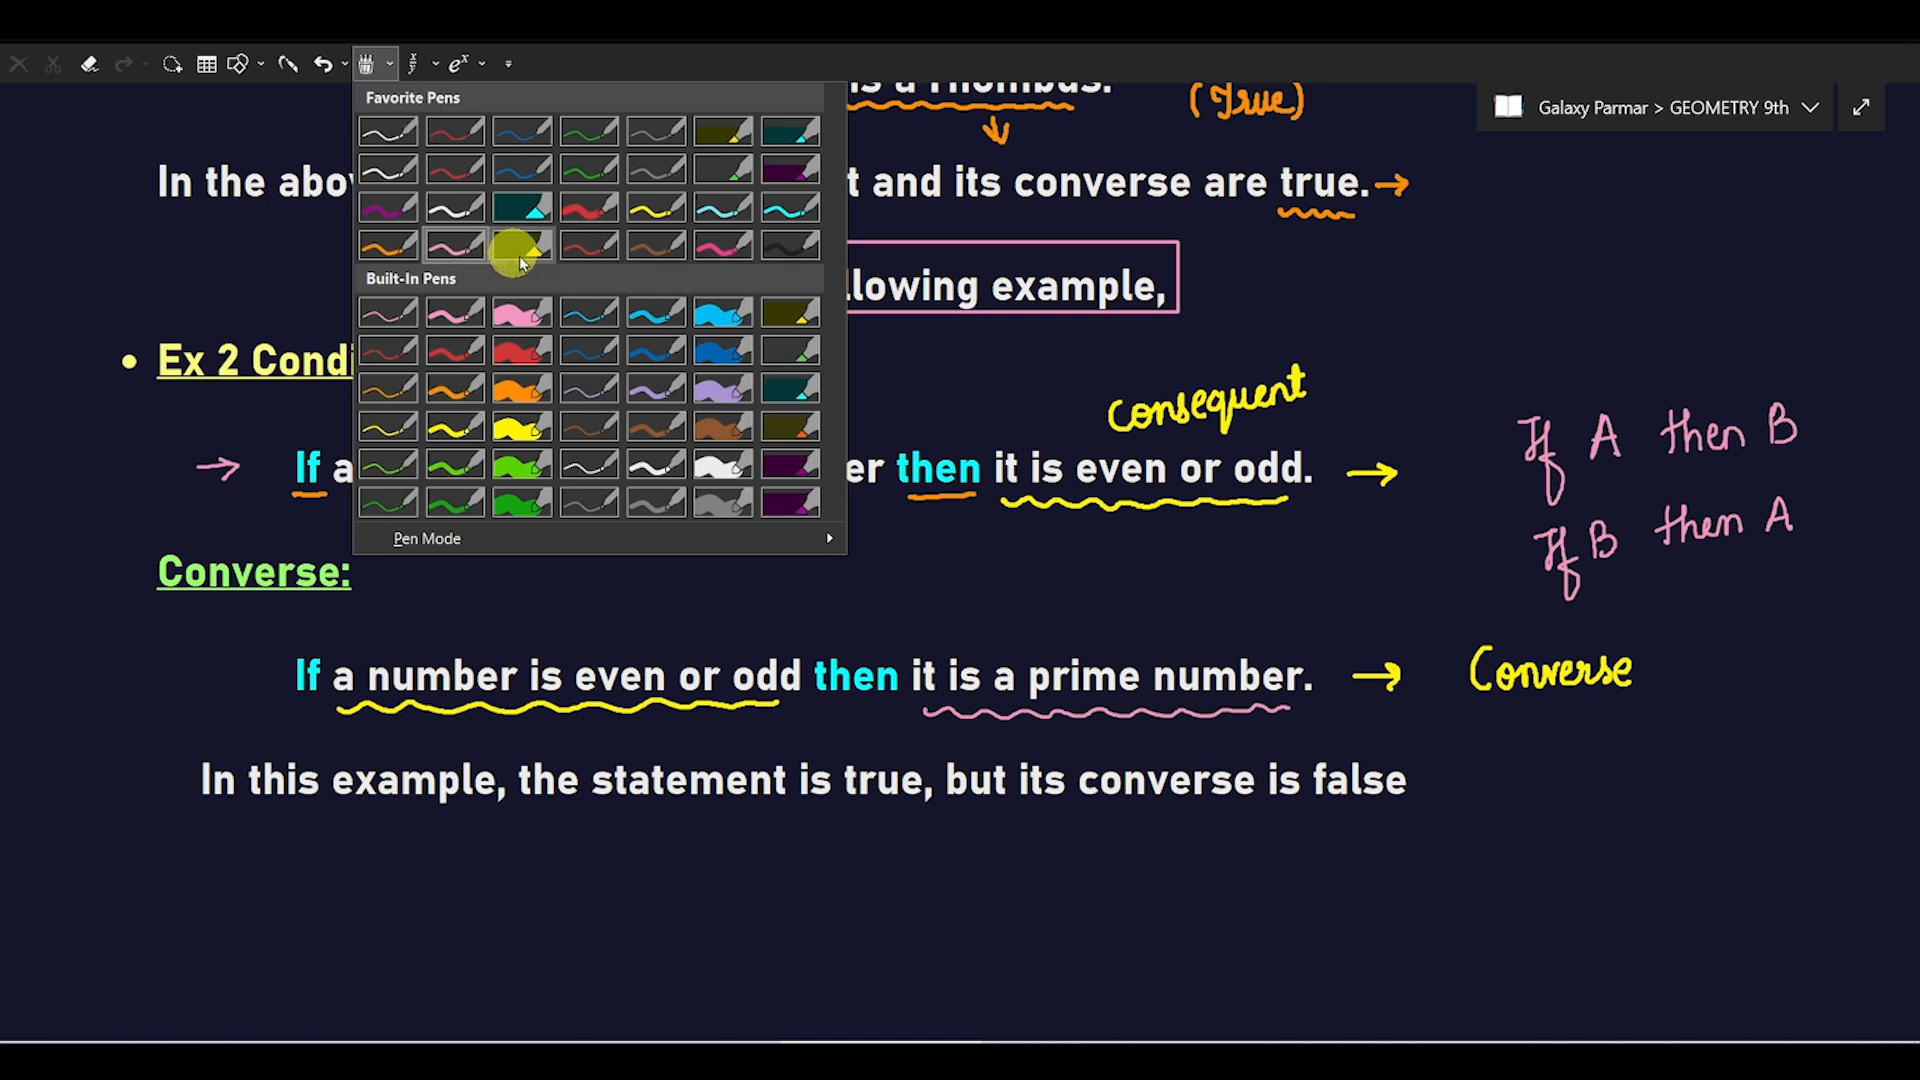 Favorite Pens
is a rhombus. (True)
Galaxy Parmar > GEOMETRY 9th
In the abo
t and its converse are true.→
Built-In Pens
llowing example,
• Ex 2 Condi
Consequent
→ If a
er then it is even or odd. →
If A then B
If B then A
Pen Mode
Converse:
If a number is even or odd then it is a prime number. → Converse
In this example, the statement is true, but its converse is false